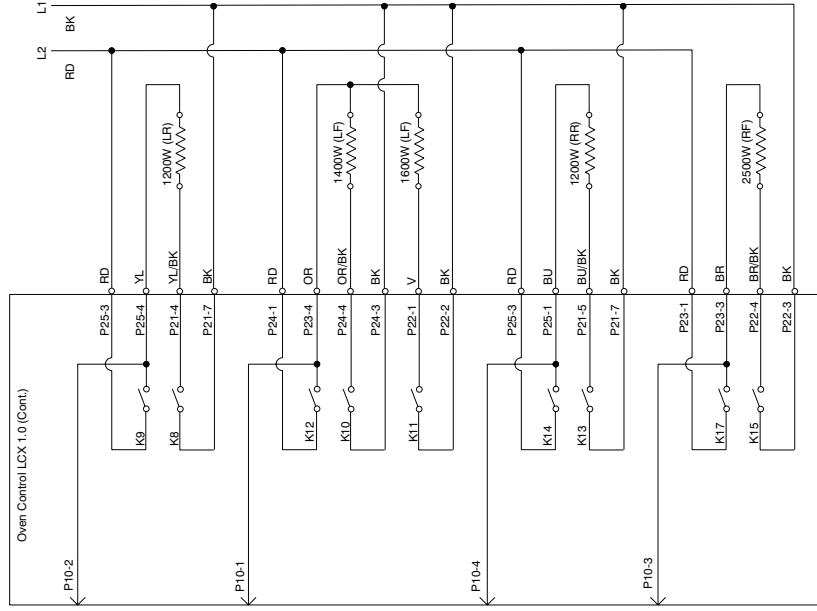 L1
BK
L2
RD
1200W (LR)
1400W (LF)
1600W (LF)
1200W (RR)
2500W (RF)
RD
YL
YL/BK
BK
RD
OR
OR/BK
BK
V
BK
RD
BU
BU/BK
BK
RD
BR
BR/BK
BK
P25-3
P25-4
P21-4
P21-7
P24-1
P23-4
P24-4
P24-3
P22-1
P22-2
P25-3
P25-1
P21-5
P21-7
P23-1
P23-3
P22-4
P22-3
Oven Control LCX 1.0 (Cont.)
K9
K8
K12
K10
K11
K14
K13
K17
K15
P10-2
P10-1
P10-4
P10-3